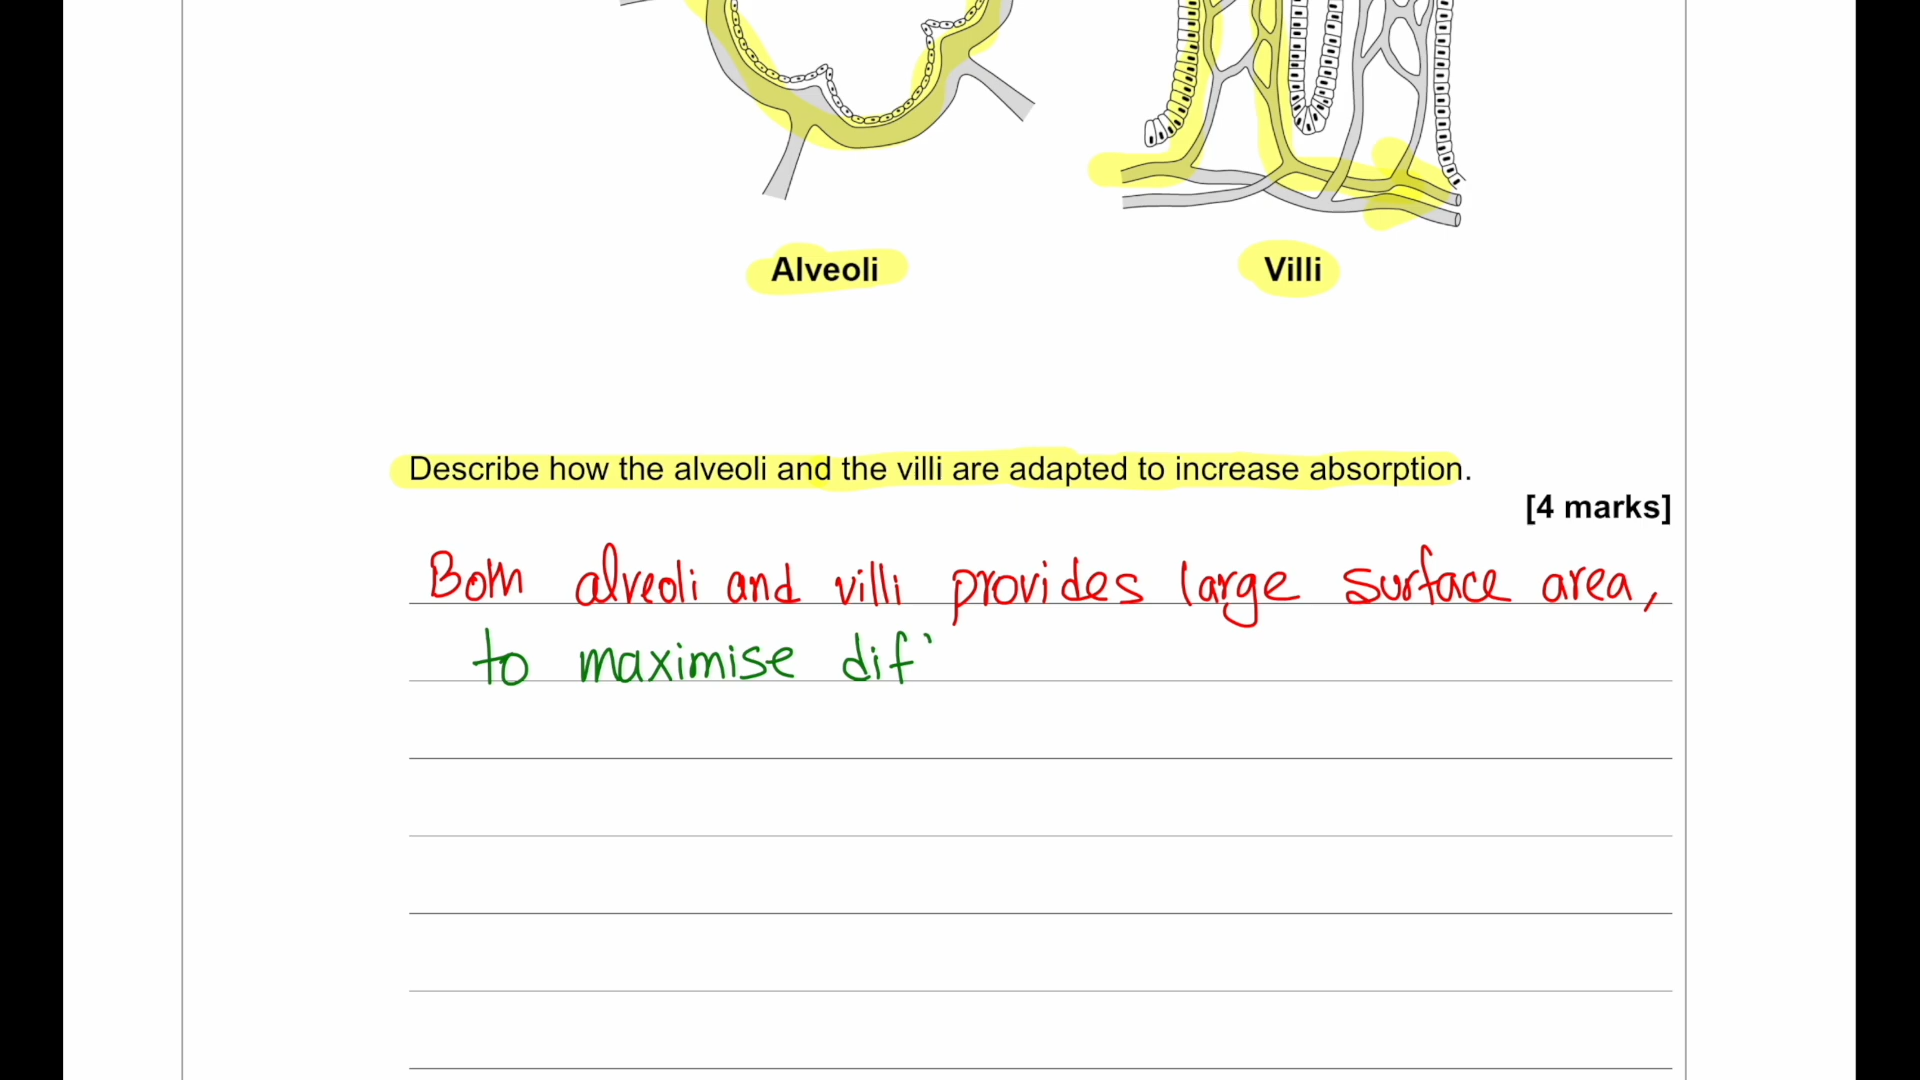 Alveoli Villi
Describe how the alveoli and the villi are adapted to increase absorption.
[4 marks]
Both alveoli and villi provides large surface area,
to maximise dif